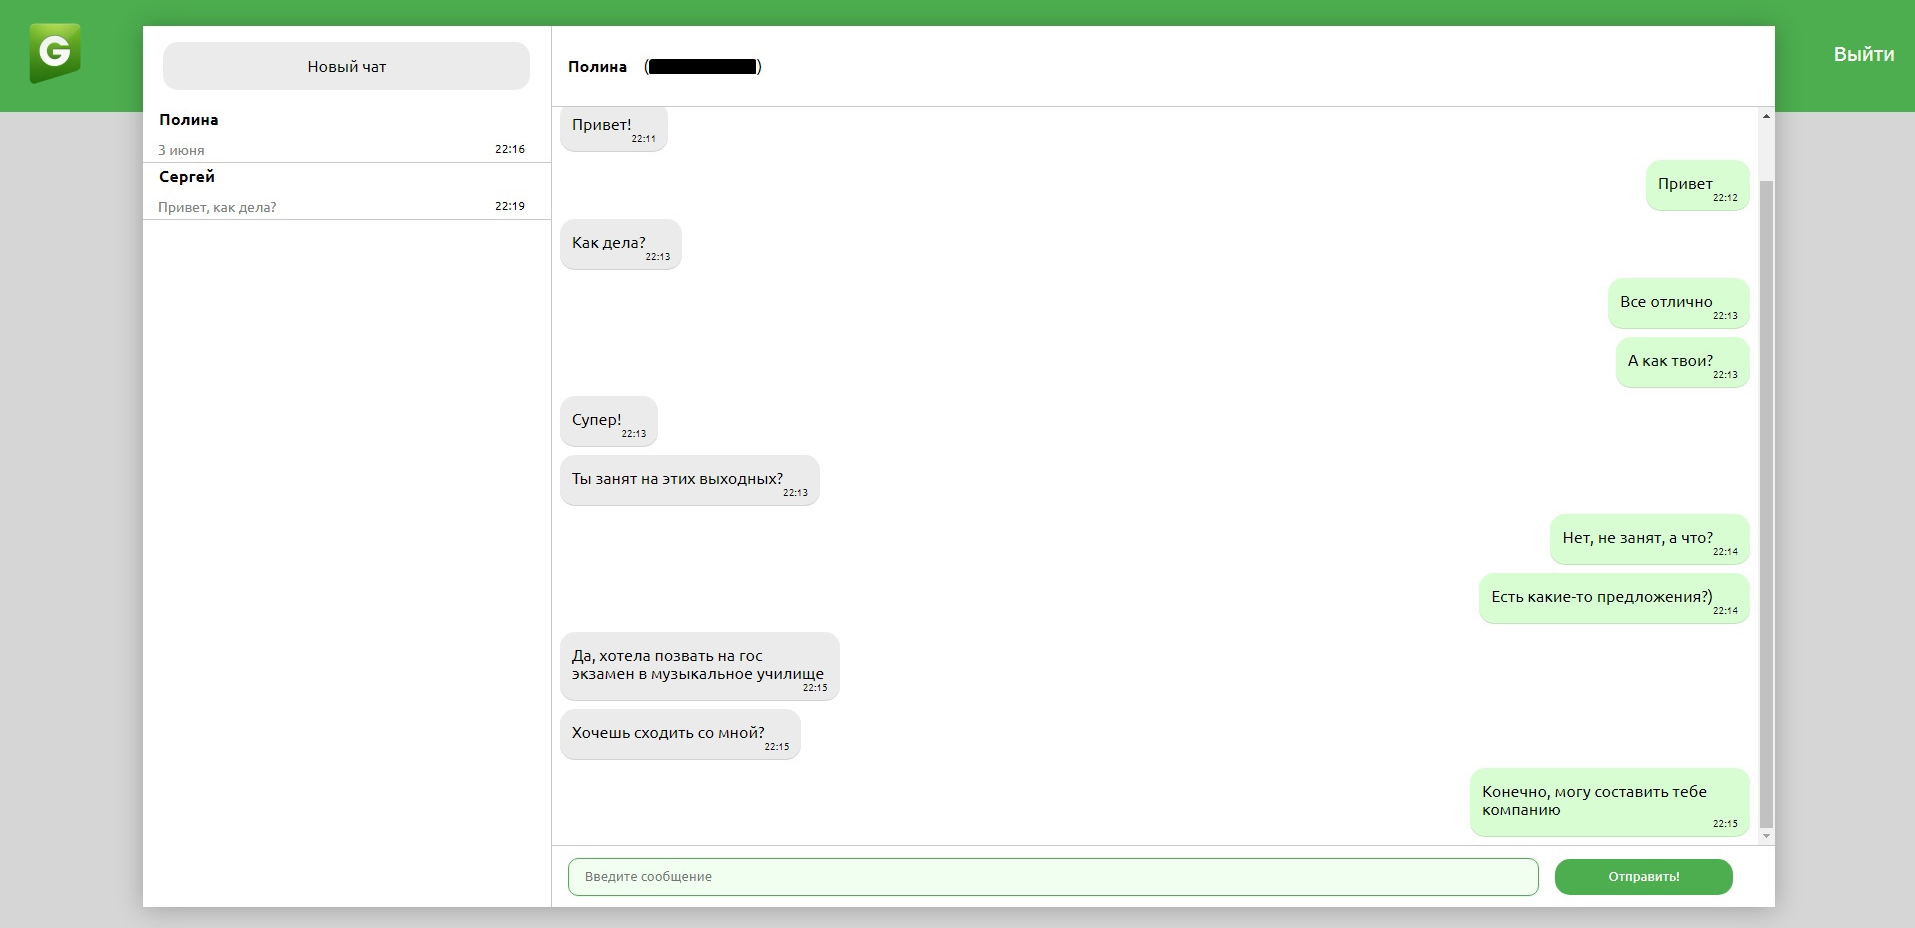 G
Выйти
Новый чат
Полина
3 июня 22:16
Сергей
Привет, как дела? 22:19
Полина ( )
Привет!
22:11
Привет
22:12
Как дела?
22:13
Все отлично
22:13
А как твои?
22:13
Супер!
22:13
Ты занят на этих выходных?
22:13
Нет, не занят, а что?
22:14
Есть какие-то предложения?)
22:14
Да, хотела позвать на гос
экзамен в музыкальное училище
22:15
Хочешь сходить со мной?
22:15
Конечно, могу составить тебе
компанию
22:15
Введите сообщение
Отправить!